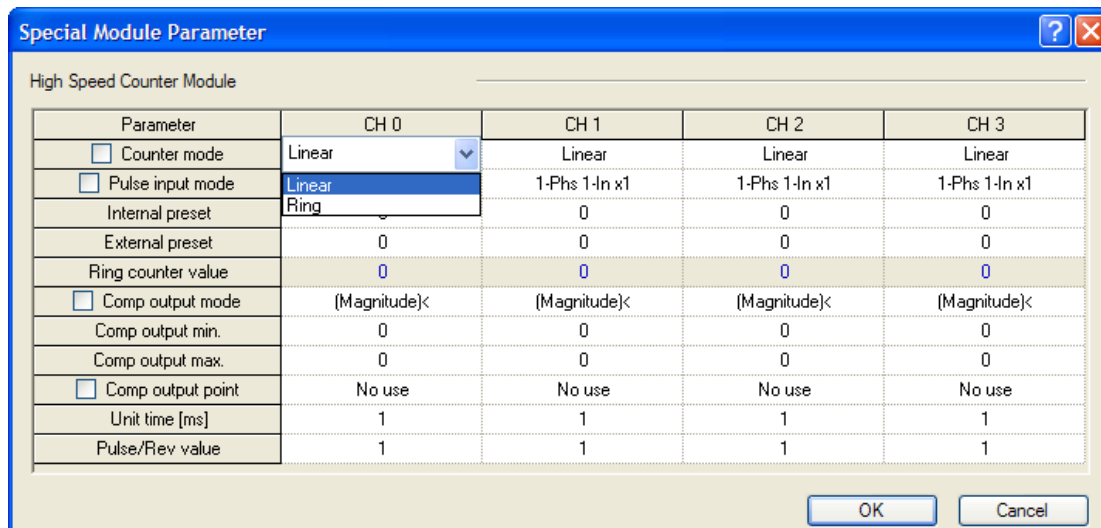 Special Module Parameter
High Speed Counter Module
Parameter CH 0 CH 1 CH 2 CH 3
Counter mode Linear Linear Linear Linear
Pulse input mode Linear 1-Phs 1-In x1 1-Phs 1-In x1 1-Phs 1-In x1
Ring
Internal preset 0 0 0
External preset 0 0 0 0
Ring counter value 0 0 0 0
Comp output mode (Magnitude)< (Magnitude)< (Magnitude)< (Magnitude)<
Comp output min. 0 0 0 0
Comp output max. 0 0 0 0
Comp output point No use No use No use No use
Unit time [ms] 1 1 1 1
Pulse/Rev value 1 1 1 1
OK Cancel